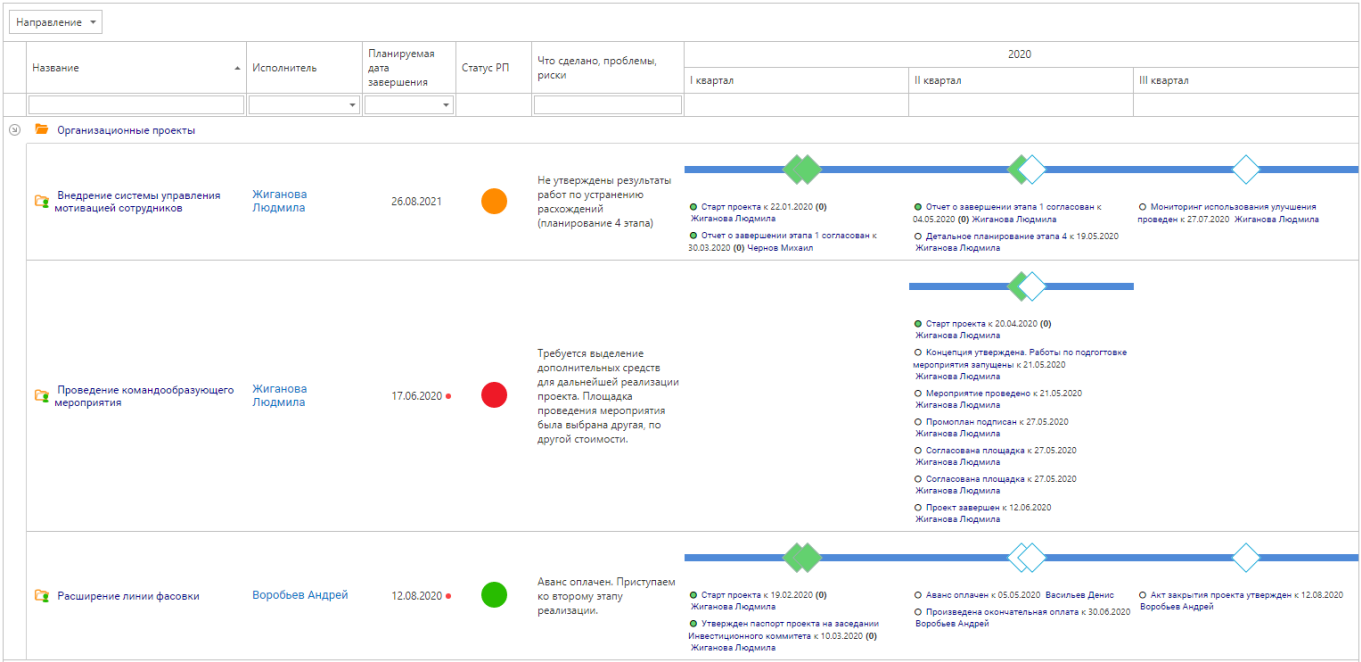 Направление
Название
Исполнитель
Планируемая
дата
завершения
Статус РП
Что сделано, проблемы,
риски
2020
I квартал
II квартал
III квартал
Организационные проекты
Внедрение системы управления
мотивацией сотрудников
Жиганова
Людмила
26.08.2021
Не утверждены результаты
работ по устранению
расхождений
(планирование 4 этапа)
Старт проекта к 22.01.2020 (0)
Жиганова Людмила
Отчет о завершении этапа 1 согласован к
30.03.2020 (0) Чернов Михаил
Отчет о завершении этапа 1 согласован к
04.05.2020 (0) Жиганова Людмила
Детальное планирование этапа 4 к 19.05.2020
Жиганова Людмила
Мониторинг использования улучшения
проведен к 27.07.2020 Жиганова Людмила
Проведение командообразующего
мероприятия
Жиганова
Людмила
17.06.2020
Требуется выделение
дополнительных средств
для дальнейшей реализации
проекта. Площадка
проведения мероприятия
была выбрана другая, по
другой стоимости.
Старт проекта к 20.04.2020 (0)
Жиганова Людмила
Концепция утверждена. Работы по подгогтовке
мероприятия запущены к 21.05.2020
Жиганова Людмила
Мероприятие проведено к 21.05.2020
Жиганова Людмила
Промоплан подписан к 27.05.2020
Жиганова Людмила
Согласована площадка к 27.05.2020
Жиганова Людмила
Согласована площадка к 27.05.2020
Жиганова Людмила
Проект завершен к 12.06.2020
Жиганова Людмила
Расширение линии фасовки
Воробьев Андрей
12.08.2020
Аванс оплачен. Приступаем
ко второму этапу
реализации.
Старт проекта к 19.02.2020 (0)
Жиганова Людмила
Утвержден паспорт проекта на заседании
Инвестиционного коммитета к 10.03.2020 (0)
Жиганова Людмила
Аванс оплачен к 05.05.2020 Васильев Денис
Произведена окончательная оплата к 30.06.2020
Воробьев Андрей
Акт закрытия проекта утвержден к 12.08.2020
Воробьев Андрей